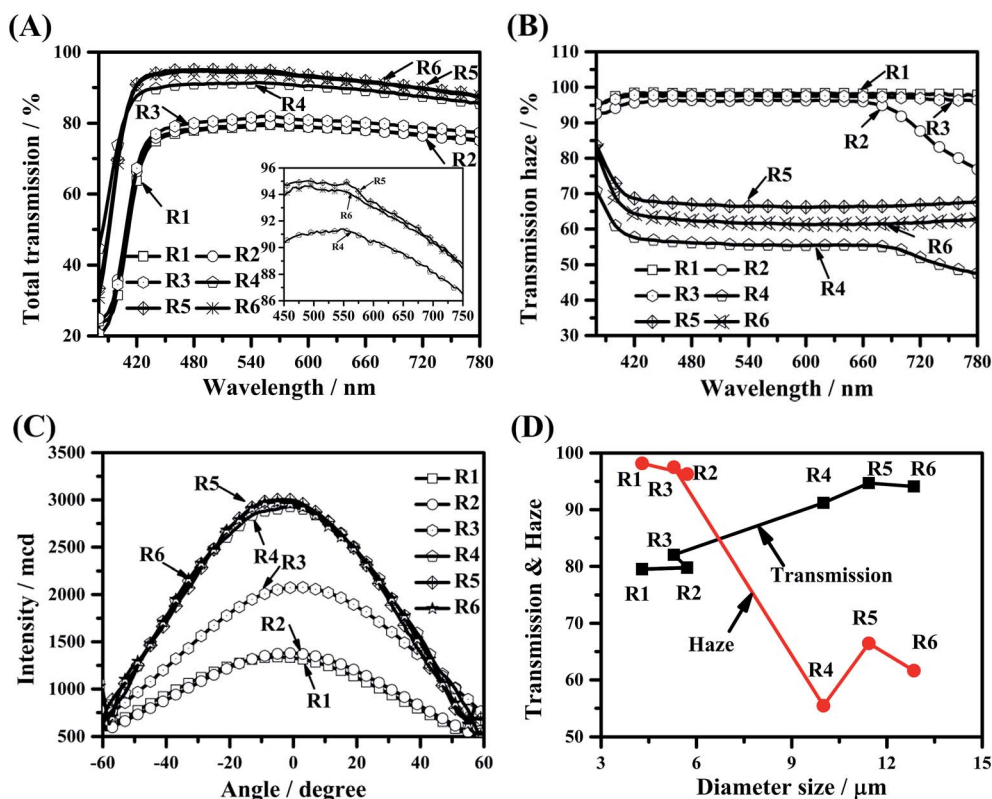 (A)
100
80
60
40
20
420 480 540 600 660 720 780
Total transmission / %
Wavelength / nm
R6 R5
R3
R4
R2
R1
R1 R2
R3 R4
R5 R6
96
94
92
90
88
86
450 500 550 600 650 700 750
R5
R6
R4
(B)
110
100
90
80
70
60
50
40
30
420 480 540 600 660 720 780
Transmission haze / %
Wavelength / nm
R1
R2
R3
R5
R6
R4
R1 R2
R3 R4
R5 R6
(C)
3500
3000
2500
2000
1500
1000
500
-60 -40 -20 0 20 40 60
Intensity / mcd
Angle / degree
R5
R6
R4
R3
R2
R1
R1
R2
R3
R4
R5
R6
(D)
100
90
80
70
60
50
3 6 9 12 15
Transmission & Haze
Diameter size / μm
R1 R3 R2
R4 R5 R6
R3
R1 R2
Transmission
Haze
R5
R4 R6